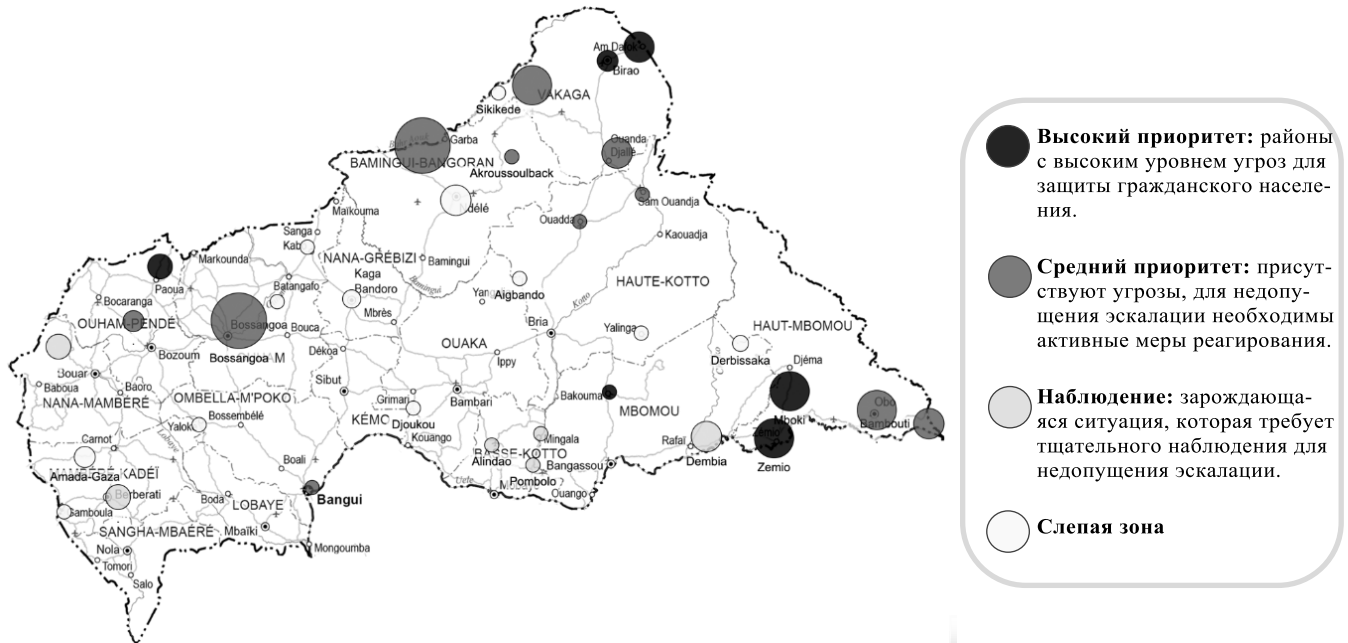 Am Dafok
Birao
VAKAGA
Sikikede
Garba
BAMINGUI-BANGORAN
Akroussoulback
Ouanda
Djallé
Sam Ouandja
Ouadda
Kaouadja
Maïkouma
Sanga
Markounda
NANA-GRÉBIZI
Bamingui
Kaga
Bandoro
Batangafo
Paoua
Bocaranga
OUHAM-PENDÉ
Bossangoa
Bossangoa
Bouca
Mbrès
Aigbando
HAUTE-KOTTO
Yalinga
HAUT-MBOMOU
Derbissaka
Djéma
Bria
Kotto
OUAKA
Ippy
Dékoa
Bozoum
Bouar
Baboua
Baoro
NANA-MAMBÉRÉ
OMBELLA-M'POKO
Sibut
Grimari
Bambari
Bakouma
MBOMOU
Mboki
Obo
Bambouti
Zemio
Rafaï
Dembia
Bossembélé
Yaloke
KÉMO
Djoukou
Kouango
Mingala
BASSE-KOTTO
Alindao
Bangassou
Pombolo
Ouango
Carnot
Lobaye
Boali
Amada-Gaza
Berberati
Gamboula
Boda
LOBAYE
Bangui
SANGHA-MBAÉRÉ
Mbaïki
Mongoumba
Nola
Tomori
Salo
Высокий приоритет: районы
с высоким уровнем угроз для
защиты гражданского населе-
ния.
Средний приоритет: присут-
ствуют угрозы, для недопу-
щения эскалации необходимы
активные меры реагирования.
Наблюдение: зарождающа-
яся ситуация, которая требует
тщательного наблюдения для
недопущения эскалации.
Слепая зона